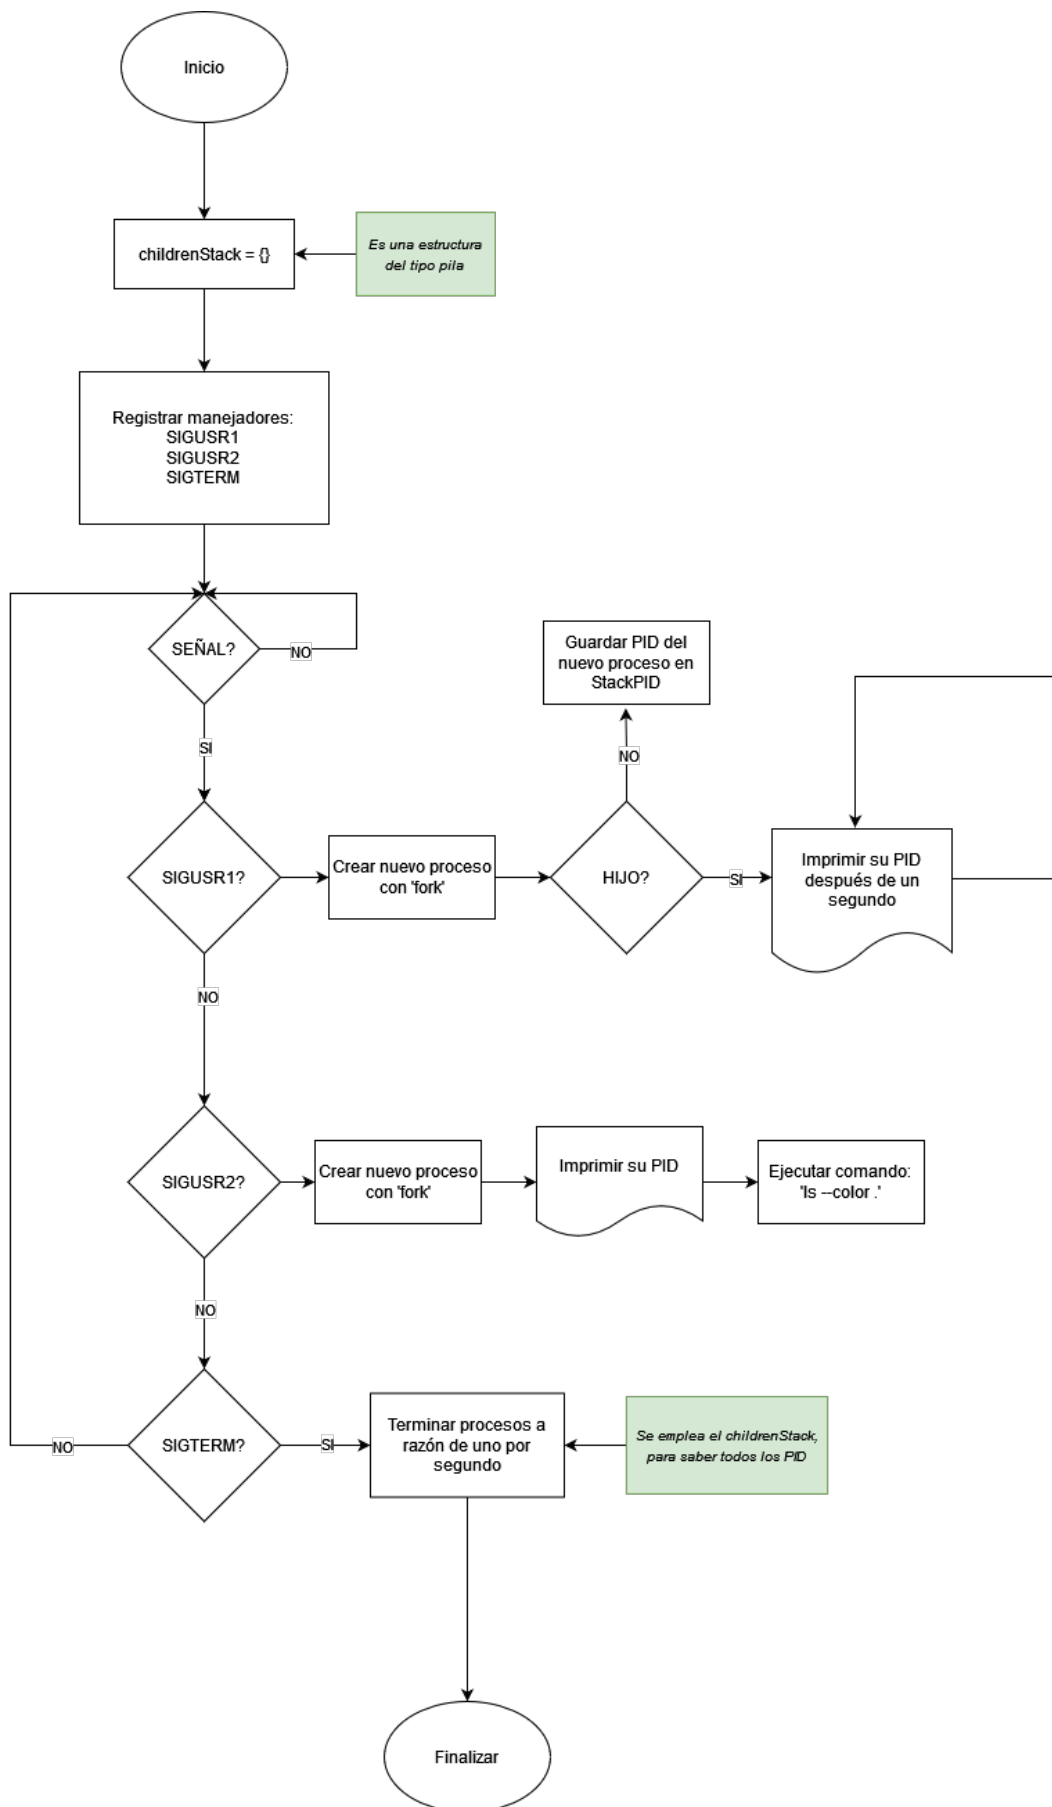 Inicio
childrenStack = {}
Es una estructura
del tipo pila
Registrar manejadores:
SIGUSR1
SIGUSR2
SIGTERM
SEÑAL?
NO
SI
Guardar PID del
nuevo proceso en
StackPID
NO
SIGUSR1?
Crear nuevo proceso
con 'fork'
HIJO?
SI
Imprimir su PID
después de un
segundo
NO
SIGUSR2?
Crear nuevo proceso
con 'fork'
Imprimir su PID
Ejecutar comando:
'ls --color .'
NO
NO
SIGTERM?
SI
Terminar procesos a
razón de uno por
segundo
Se emplea el childrenStack,
para saber todos los PID
Finalizar